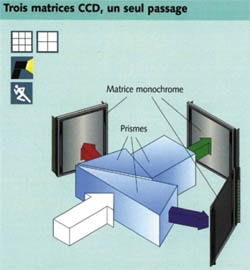 Trois matrices CCD, un seul passage
Matrice monochrome
Prismes